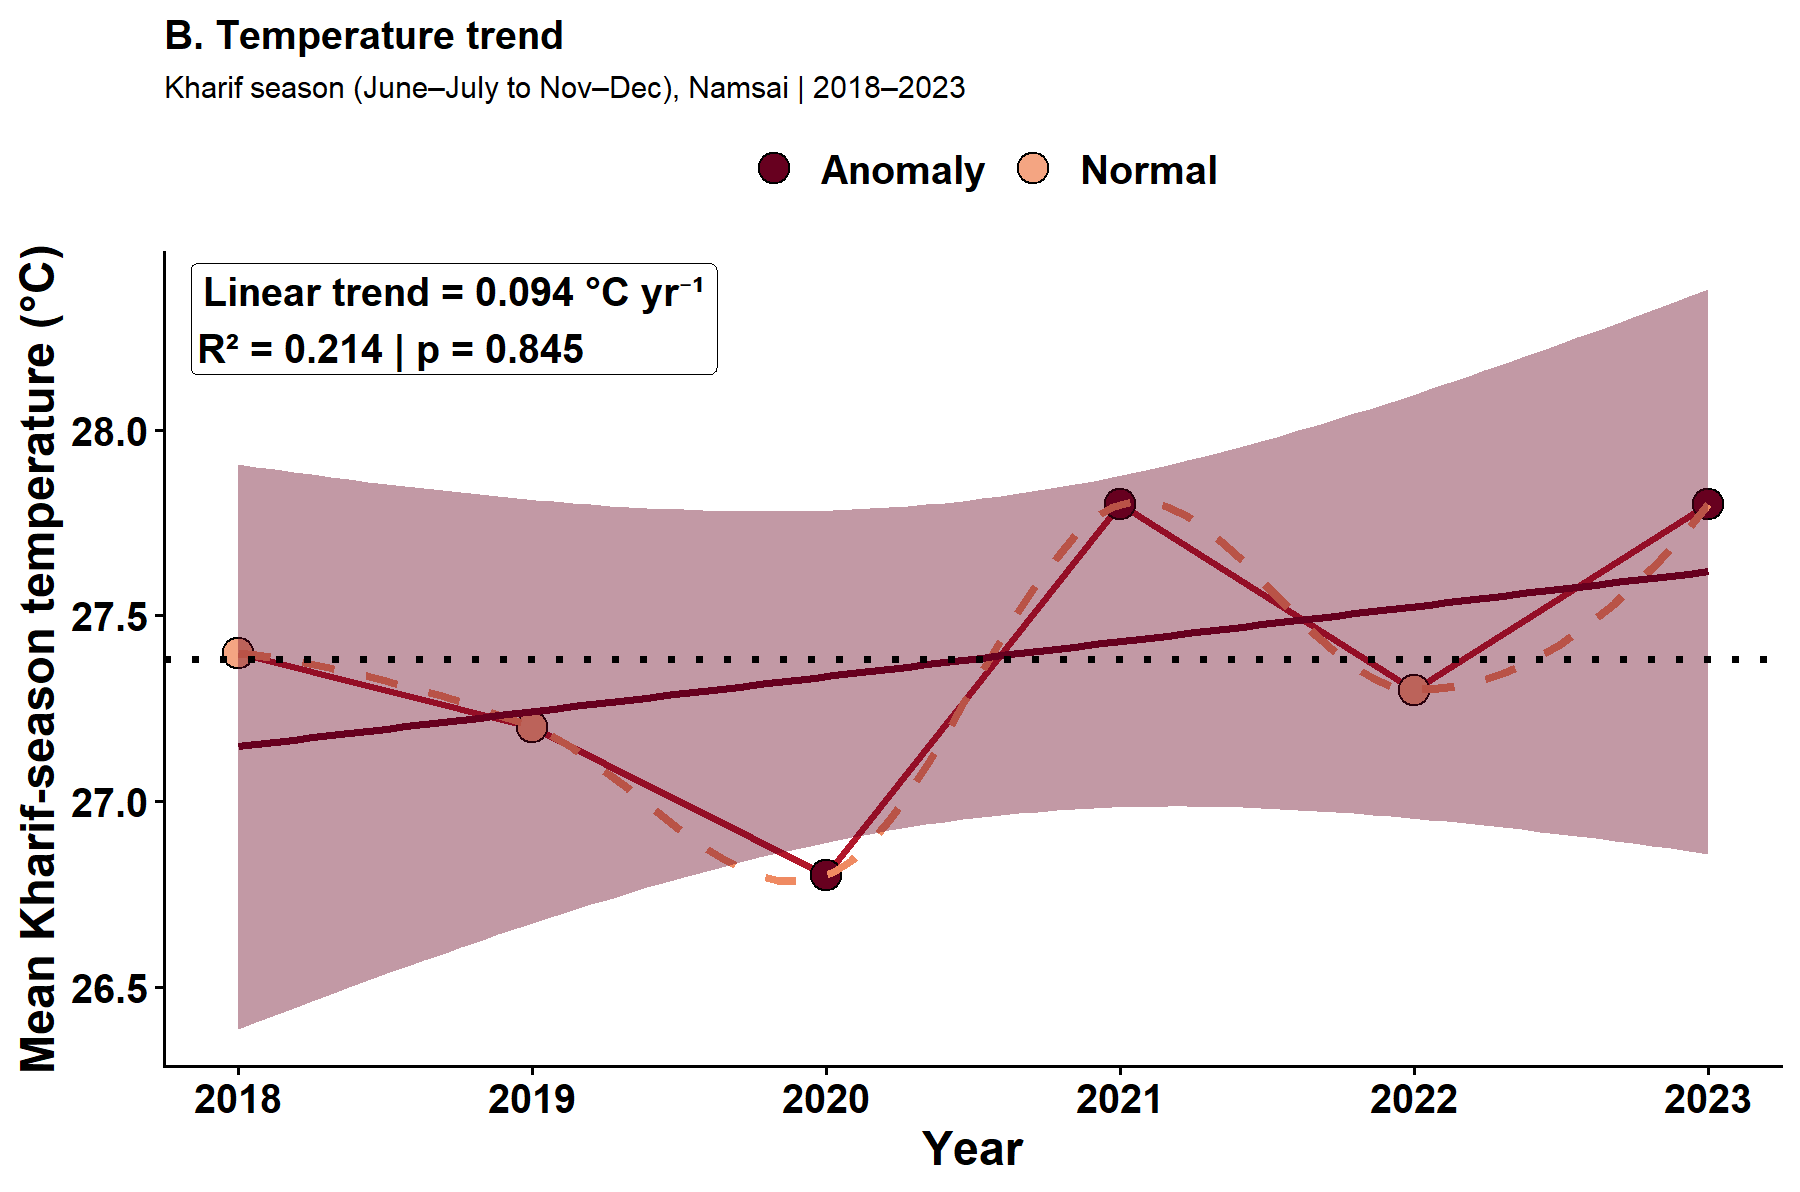 B. Temperature trend
Kharif season (June–July to Nov–Dec), Namsai | 2018–2023
Anomaly Normal
Linear trend = 0.094 °C yr⁻¹
R² = 0.214 | p = 0.845
Mean Kharif-season temperature (°C)
28.0
27.5
27.0
26.5
2018 2019 2020 2021 2022 2023
Year